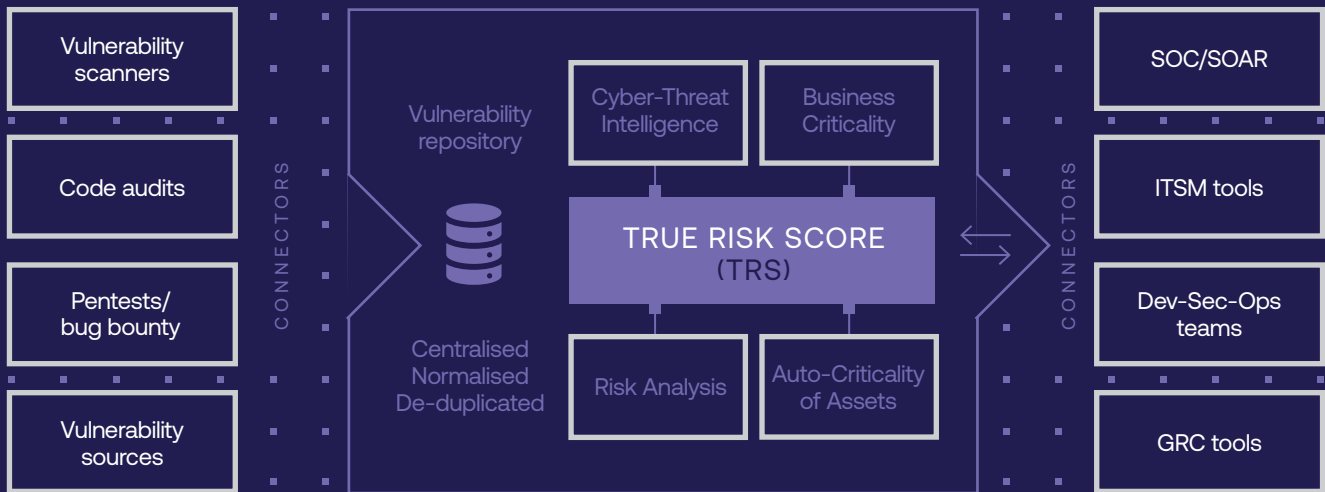 Vulnerability
scanners
Code audits
Pentests/
bug bounty
Vulnerability
sources
CONNECTORS
Vulnerability
repository
Centralised
Normalised
De-duplicated
Cyber-Threat
Intelligence
Business
Criticality
TRUE RISK SCORE
(TRS)
Risk Analysis
Auto-Criticality
of Assets
CONNECTORS
SOC/SOAR
ITSM tools
Dev-Sec-Ops
teams
GRC tools